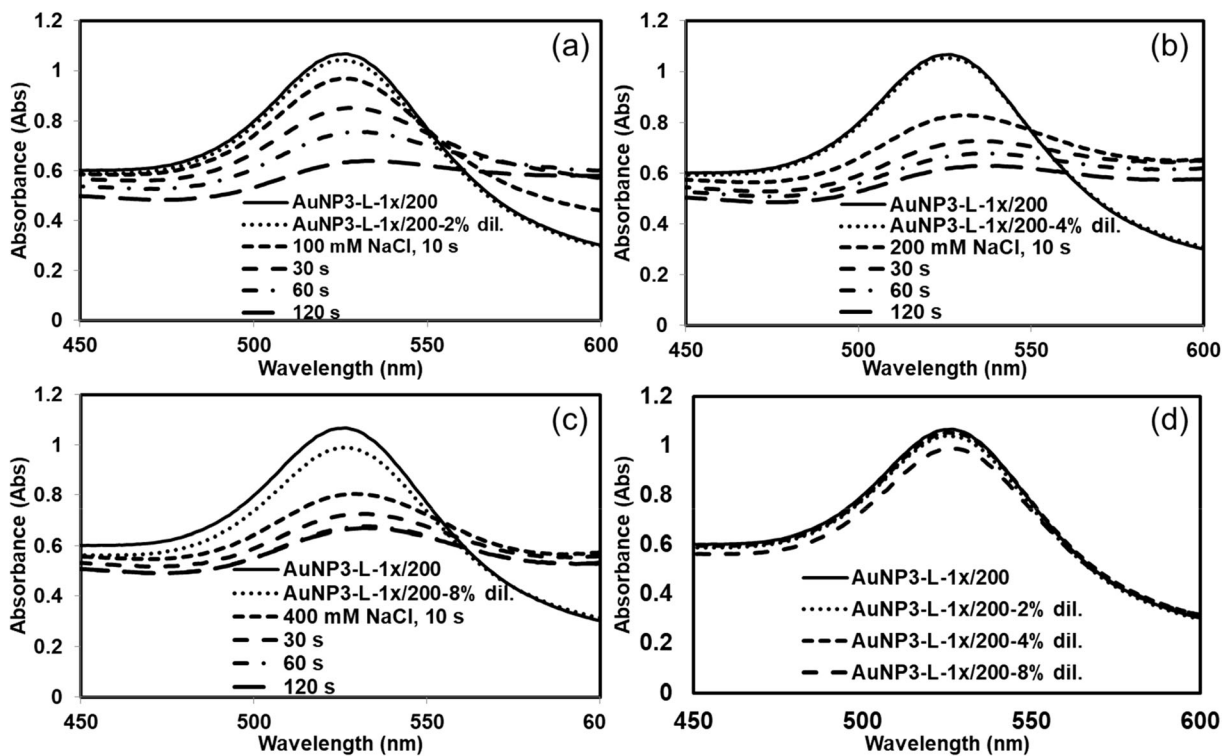 (a)
Absorbance (Abs)
1.2
1
0.8
0.6
0.4
0.2
0
AuNP3-L-1x/200
AuNP3-L-1x/200-2% dil.
100 mM NaCl, 10 s
30 s
60 s
120 s
450 500 550 600
Wavelength (nm)
(b)
Absorbance (Abs)
1.2
1
0.8
0.6
0.4
0.2
0
AuNP3-L-1x/200
AuNP3-L-1x/200-4% dil.
200 mM NaCl, 10 s
30 s
60 s
120 s
450 500 550 600
Wavelength (nm)
(c)
Absorbance (Abs)
1.2
1
0.8
0.6
0.4
0.2
0
AuNP3-L-1x/200
AuNP3-L-1x/200-8% dil.
400 mM NaCl, 10 s
30 s
60 s
120 s
450 500 550 600
Wavelength (nm)
(d)
Absorbance (Abs)
1.2
1
0.8
0.6
0.4
0.2
0
AuNP3-L-1x/200
AuNP3-L-1x/200-2% dil.
AuNP3-L-1x/200-4% dil.
AuNP3-L-1x/200-8% dil.
450 500 550 600
Wavelength (nm)